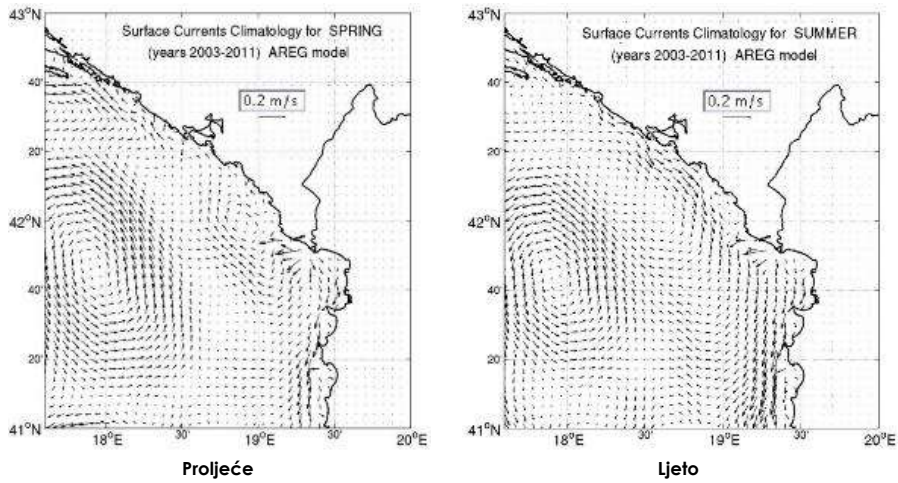 Surface Currents Climatology for SPRING
(years 2003-2011) AREG model
0.2 m/s
43°N
40'
20'
42°N
40'
20'
41°N
18°E
30'
19°E
30'
20°E
Proljeće
Surface Currents Climatology for SUMMER
(years 2003-2011) AREG model
0.2 m/s
43°N
40'
20'
42°N
40'
20'
41°N
18°E
30'
19°E
30'
20°E
Ljeto